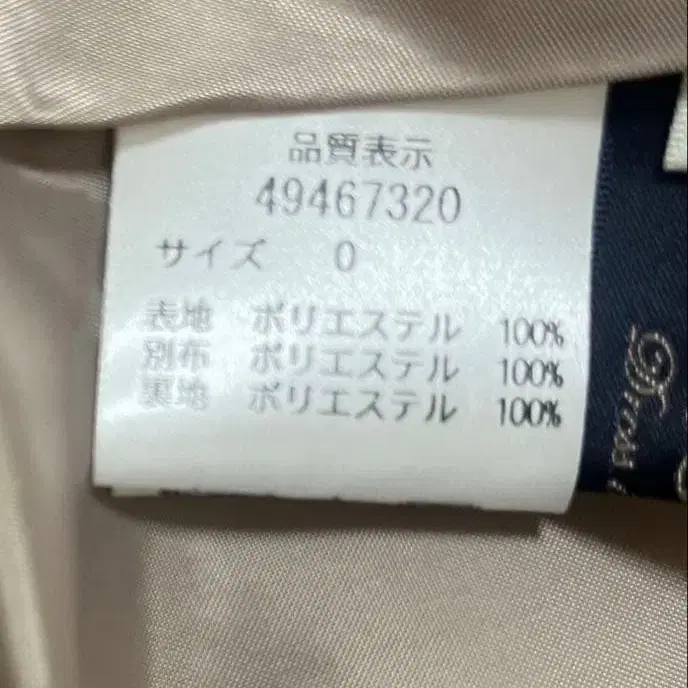 品質表示
49467320
サイズ 0
表地 ポリエステル 100%
別布 ポリエステル 100%
裏地 ポリエステル 100%
Dress